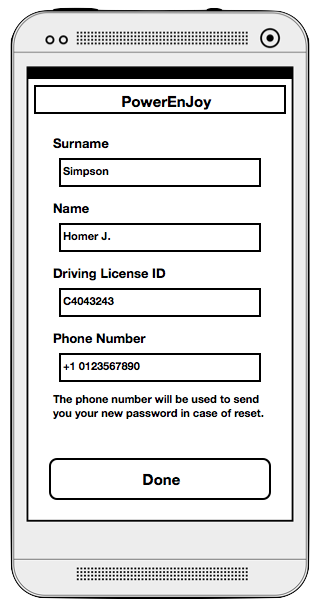 PowerEnJoy
Surname
Simpson
Name
Homer J.
Driving License ID
C4043243
Phone Number
+1 0123567890
The phone number will be used to send
you your new password in case of reset.
Done